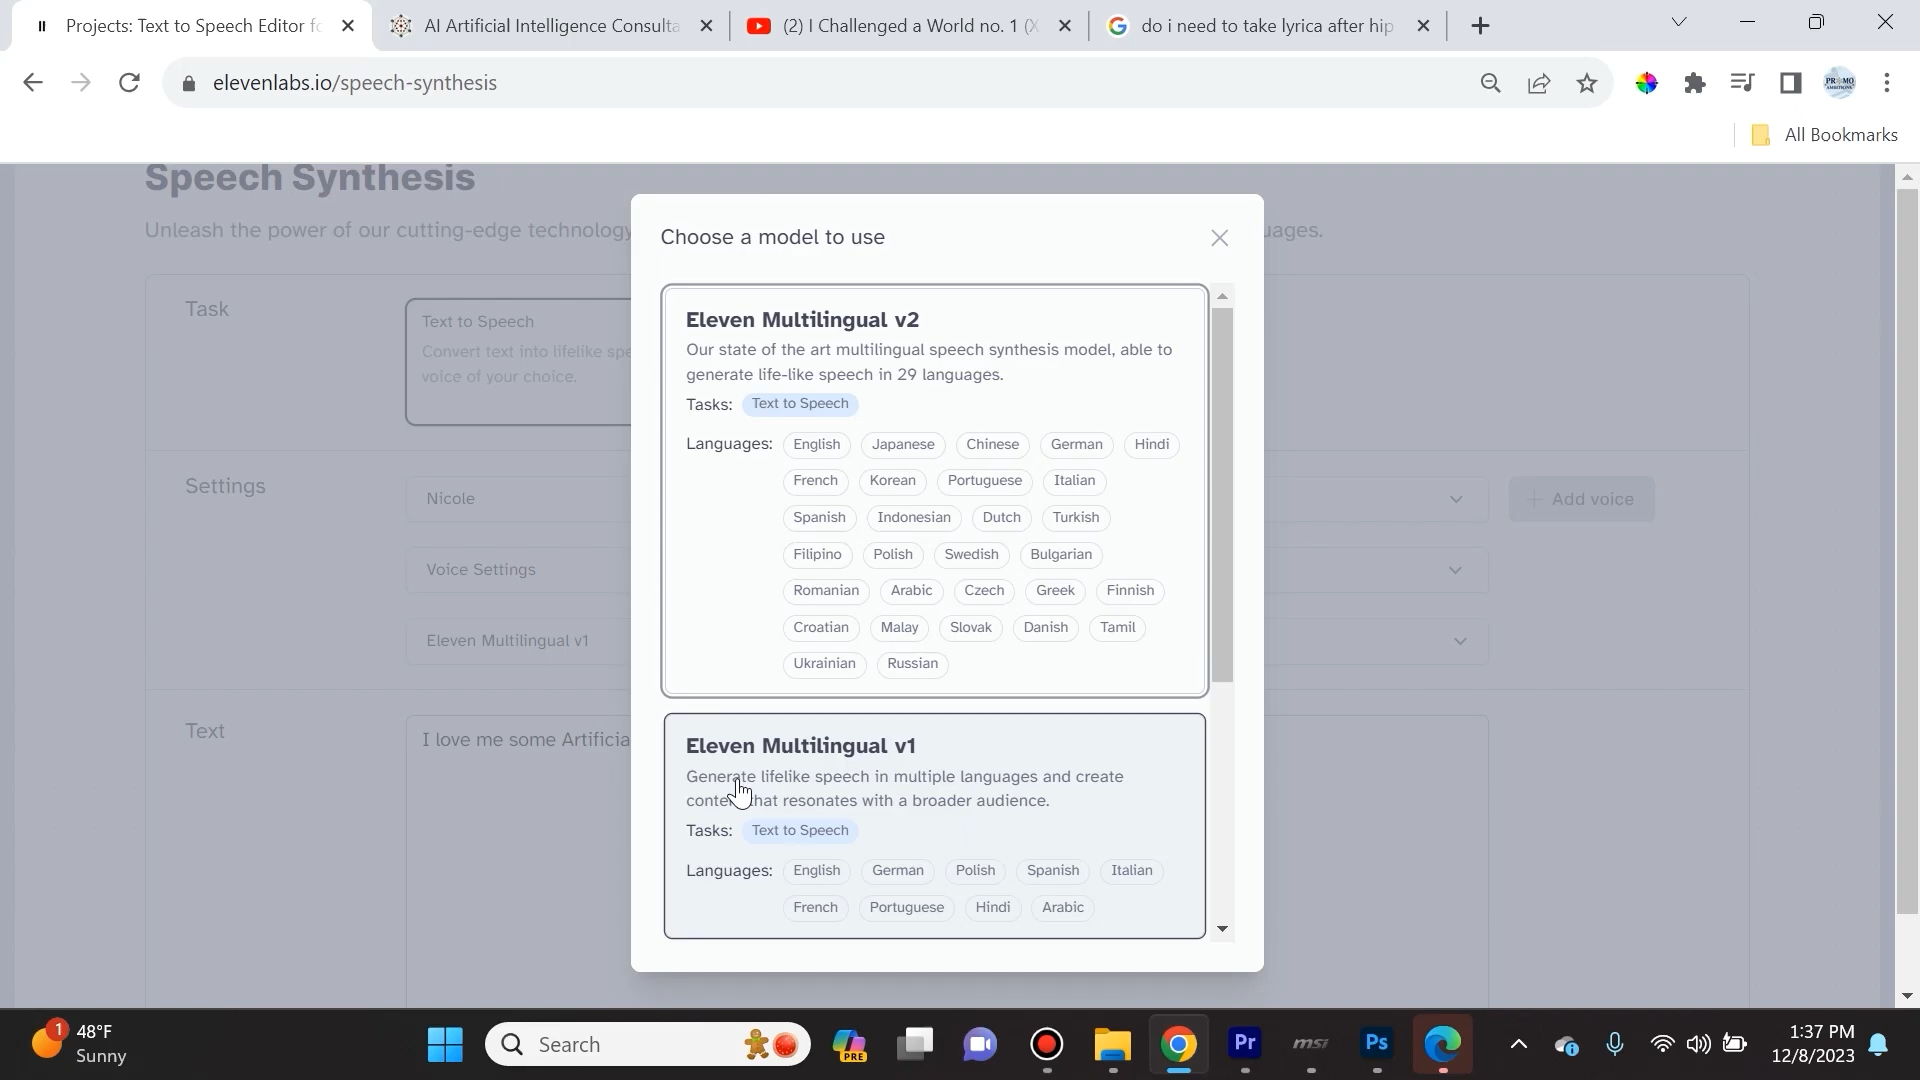 Projects: Text to Speech Editor fo
AI Artificial Intelligence Consulta
(2) I Challenged a World no. 1 (X
do i need to take lyrica after hip
elevenlabs.io/speech-synthesis
All Bookmarks
Speech Synthesis
Unleash the power of our cutting-edge technology
uages.
Task
Text to Speech
Convert text into lifelike spe
voice of your choice.
Settings
Nicole
Add voice
Voice Settings
Eleven Multilingual v1
Text
I love me some Artificia
Choose a model to use
Eleven Multilingual v2
Our state of the art multilingual speech synthesis model, able to
generate life-like speech in 29 languages.
Tasks: Text to Speech
Languages: English Japanese Chinese German Hindi
French Korean Portuguese Italian
Spanish Indonesian Dutch Turkish
Filipino Polish Swedish Bulgarian
Romanian Arabic Czech Greek Finnish
Croatian Malay Slovak Danish Tamil
Ukrainian Russian
Eleven Multilingual v1
Generate lifelike speech in multiple languages and create
conte that resonates with a broader audience.
Tasks: Text to Speech
Languages: English German Polish Spanish Italian
French Portuguese Hindi Arabic
1
48°F
Sunny
Search
PRE
Pr
msi
Ps
1:37 PM
12/8/2023